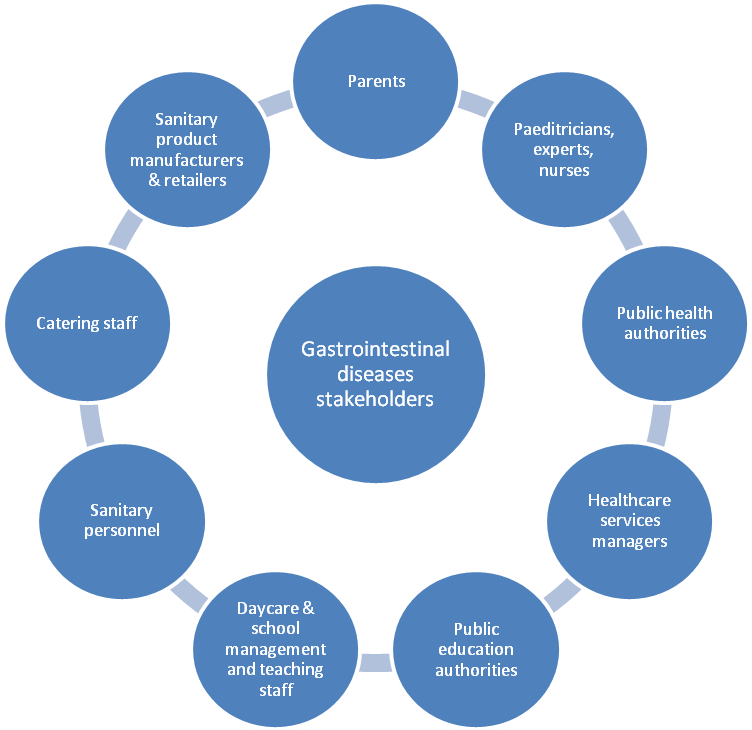 Parents
Paeditricians,
experts,
nurses
Public health
authorities
Healthcare
services
managers
Public
education
authorities
Daycare &
school
management
and teaching
staff
Sanitary
personnel
Catering staff
Sanitary
product
manufacturers
& retailers
Gastrointestinal
diseases
stakeholders